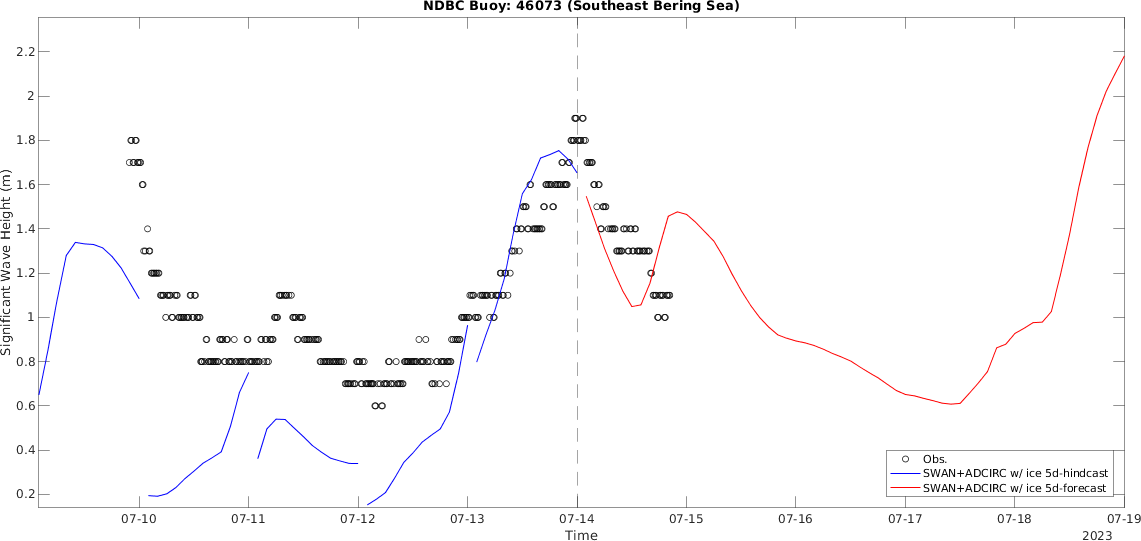 NDBC Buoy: 46073 (Southeast Bering Sea)
Significant Wave Height (m)
2.2
2
1.8
1.6
1.4
1.2
1
0.8
0.6
0.4
0.2
Obs.
SWAN+ADCIRC w/ ice 5d-hindcast
SWAN+ADCIRC w/ ice 5d-forecast
07-10 07-11 07-12 07-13 07-14 07-15 07-16 07-17 07-18 07-19
Time
2023